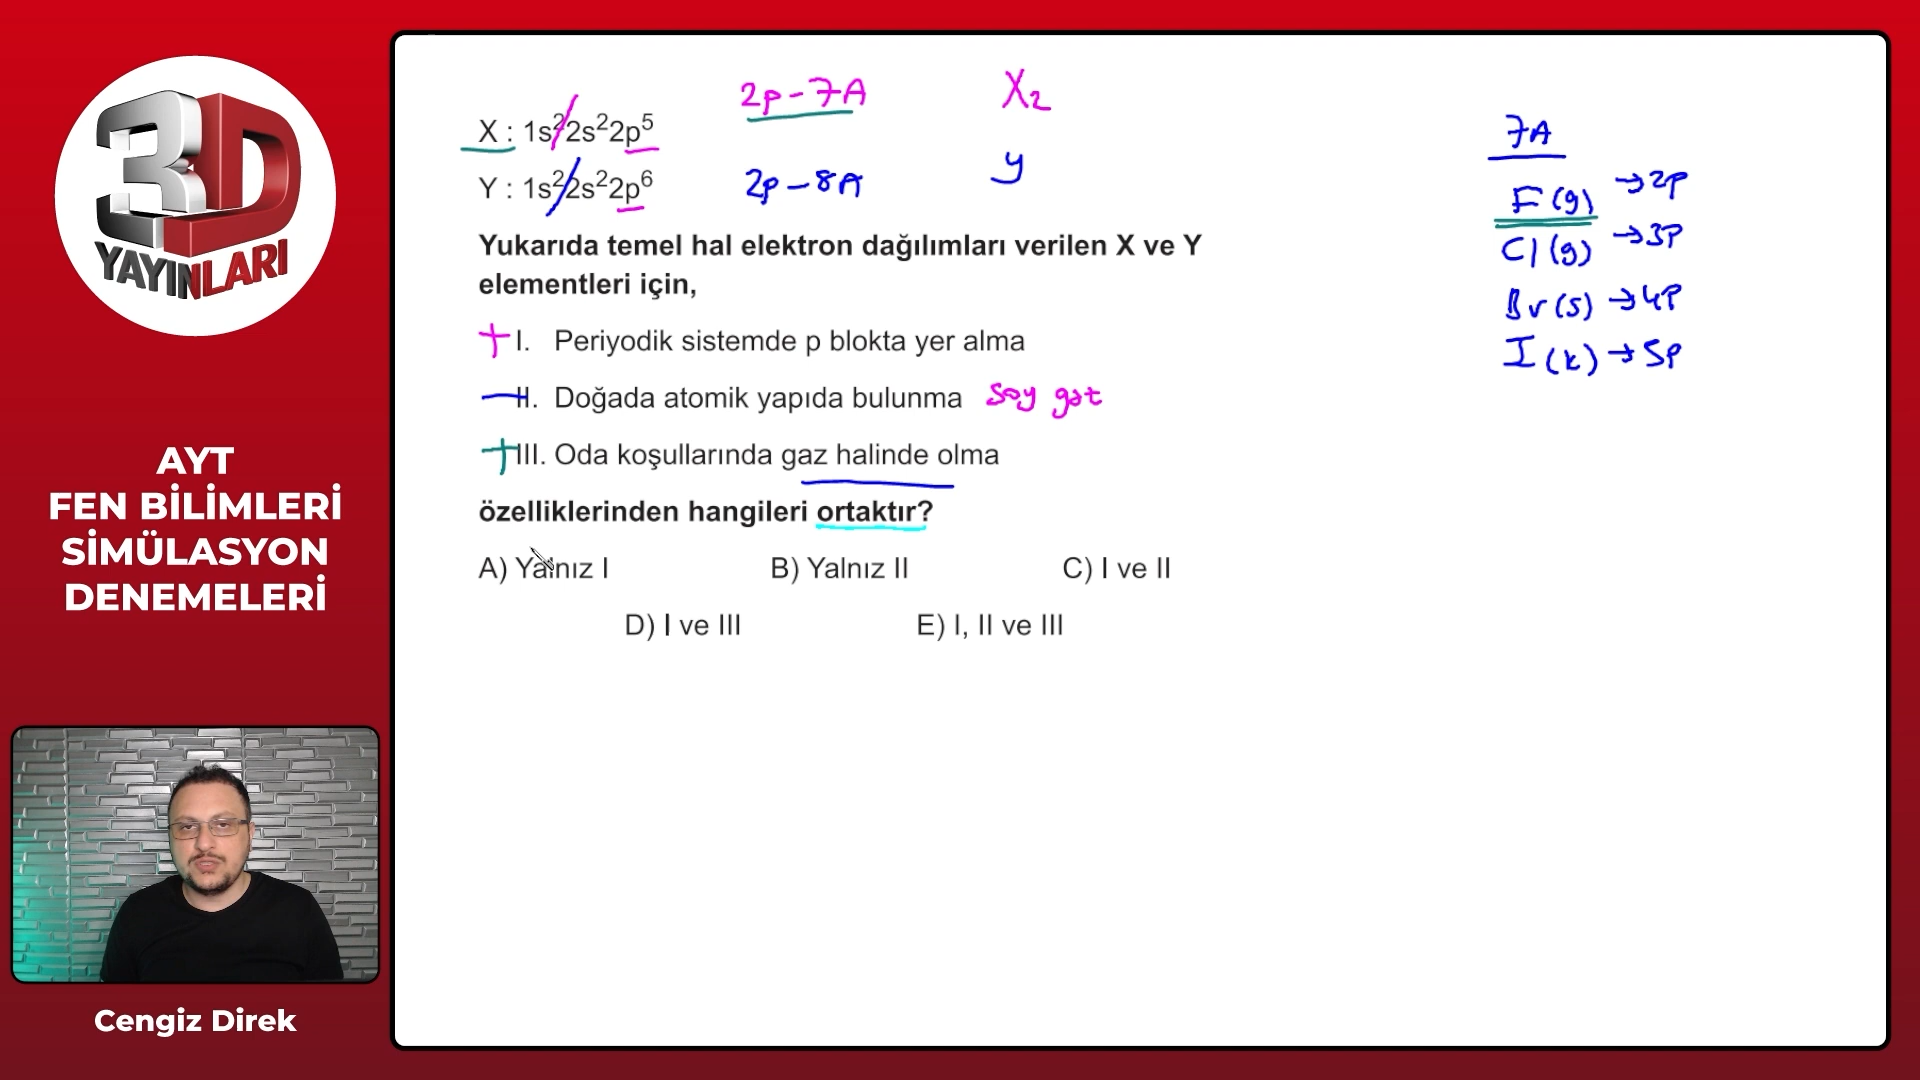 3D
YAYINLARI
AYT
FEN BİLİMLERİ
SİMÜLASYON
DENEMELERİ
Cengiz Direk
X : 1s²2s²2p⁵
2p-7A
X₂
Y : 1s²2s²2p⁶
2p-8A
y
Yukarıda temel hal elektron dağılımları verilen X ve Y
elementleri için,
+ I. Periyodik sistemde p blokta yer alma
- II. Doğada atomik yapıda bulunma soy gaz
+ III. Oda koşullarında gaz halinde olma
özelliklerinden hangileri ortaktır?
A) Yalnız I B) Yalnız II C) I ve II
D) I ve III E) I, II ve III
7A
F (g) → 2p
Cl (g) → 3P
Br (s) → 4P
I (k) → 5P